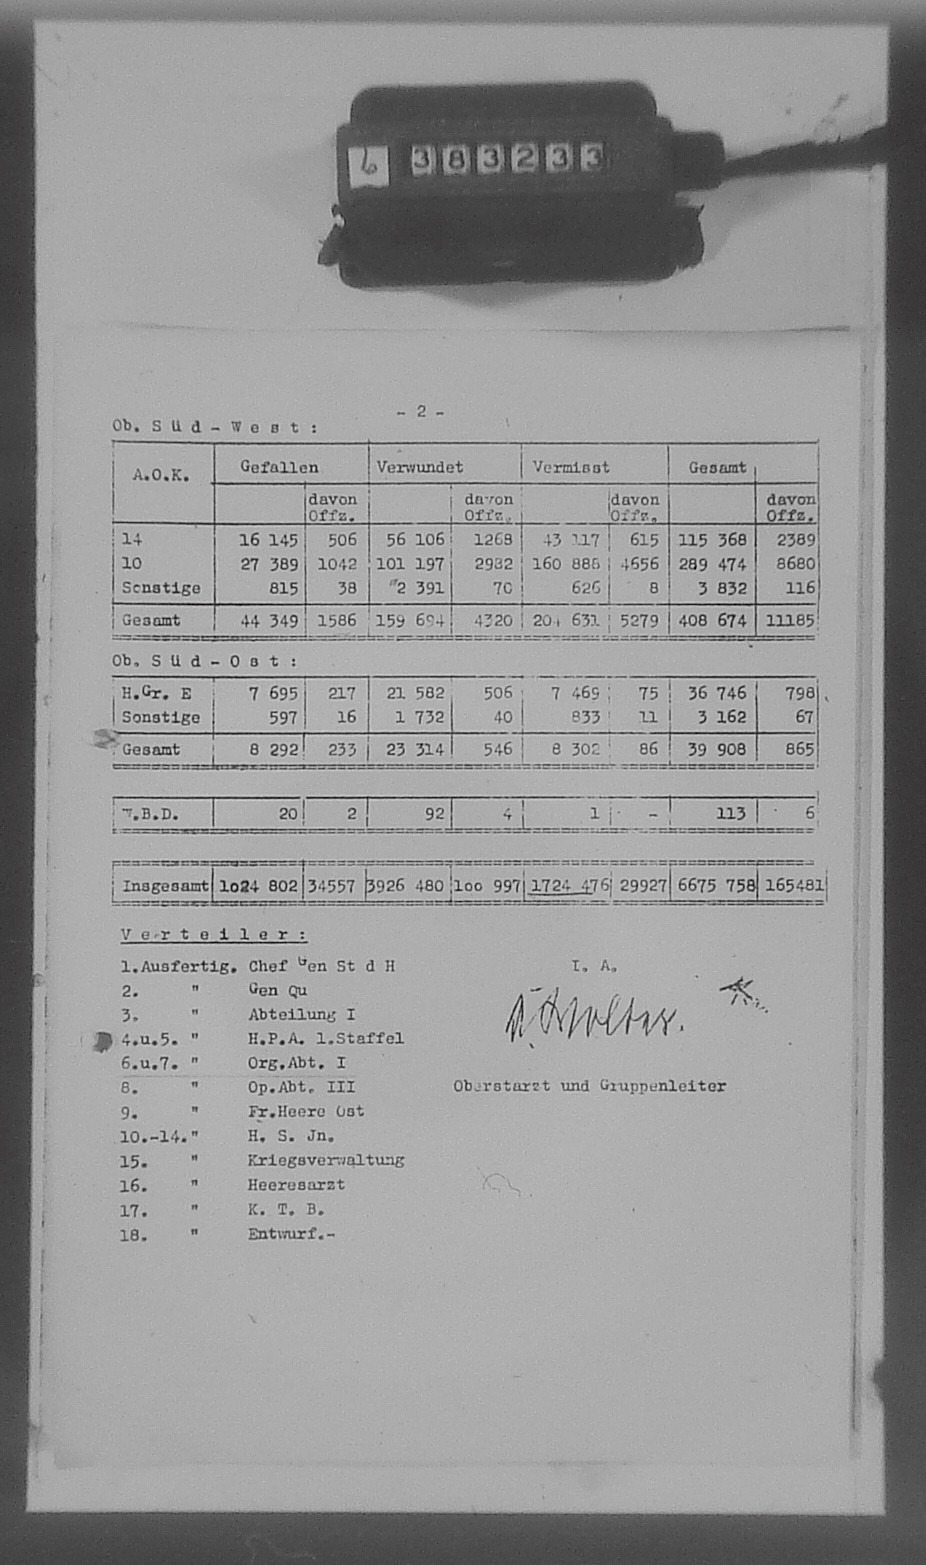 6 383233
- 2 -
Ob. S ü d - W e s t :
A.O.K. Gefallen Verwundet Vermisst Gesamt
davon Offz. davon Offz. davon Offz. davon Offz.
14 16 145 506 56 106 1268 43 117 615 115 368 2389
10 27 389 1042 101 197 2982 160 888 4656 289 474 8680
Sonstige 815 38 2 391 70 626 8 3 832 116
Gesamt 44 349 1586 159 694 4320 204 631 5279 408 674 11185
Ob. S ü d - O s t :
H.Gr. E 7 695 217 21 582 506 7 469 75 36 746 798
Sonstige 597 16 1 732 40 833 11 3 162 67
Gesamt 8 292 233 23 314 546 8 302 86 39 908 865
W.B.D. 20 2 92 4 1 - 113 6
Insgesamt 1o24 802 34557 3926 480 1oo 997 1724 476 29927 6675 758 165481
V e r t e i l e r :
1.Ausfertig. Chef Gen St d H
I. A.
2. " Gen Qu
3. " Abteilung I
4.u.5. " H.P.A. 1.Staffel
6.u.7. " Org.Abt. I
8. " Op.Abt. III
Oberstarzt und Gruppenleiter
9. " Fr.Heere Ost
10.-14. " H. S. Jn.
15. " Kriegsverwaltung
16. " Heeresarzt
17. " K. T. B.
18. " Entwurf.-